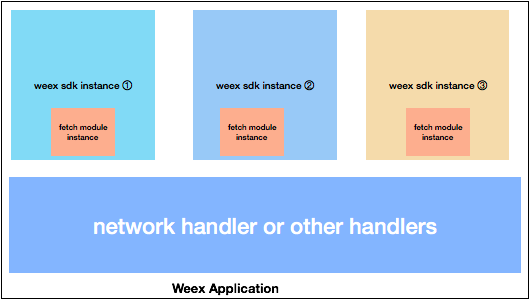 weex sdk instance ①
weex sdk instance ②
weex sdk instance ③
fetch module
instance
fetch module
instance
fetch module
instance
network handler or other handlers
Weex Application